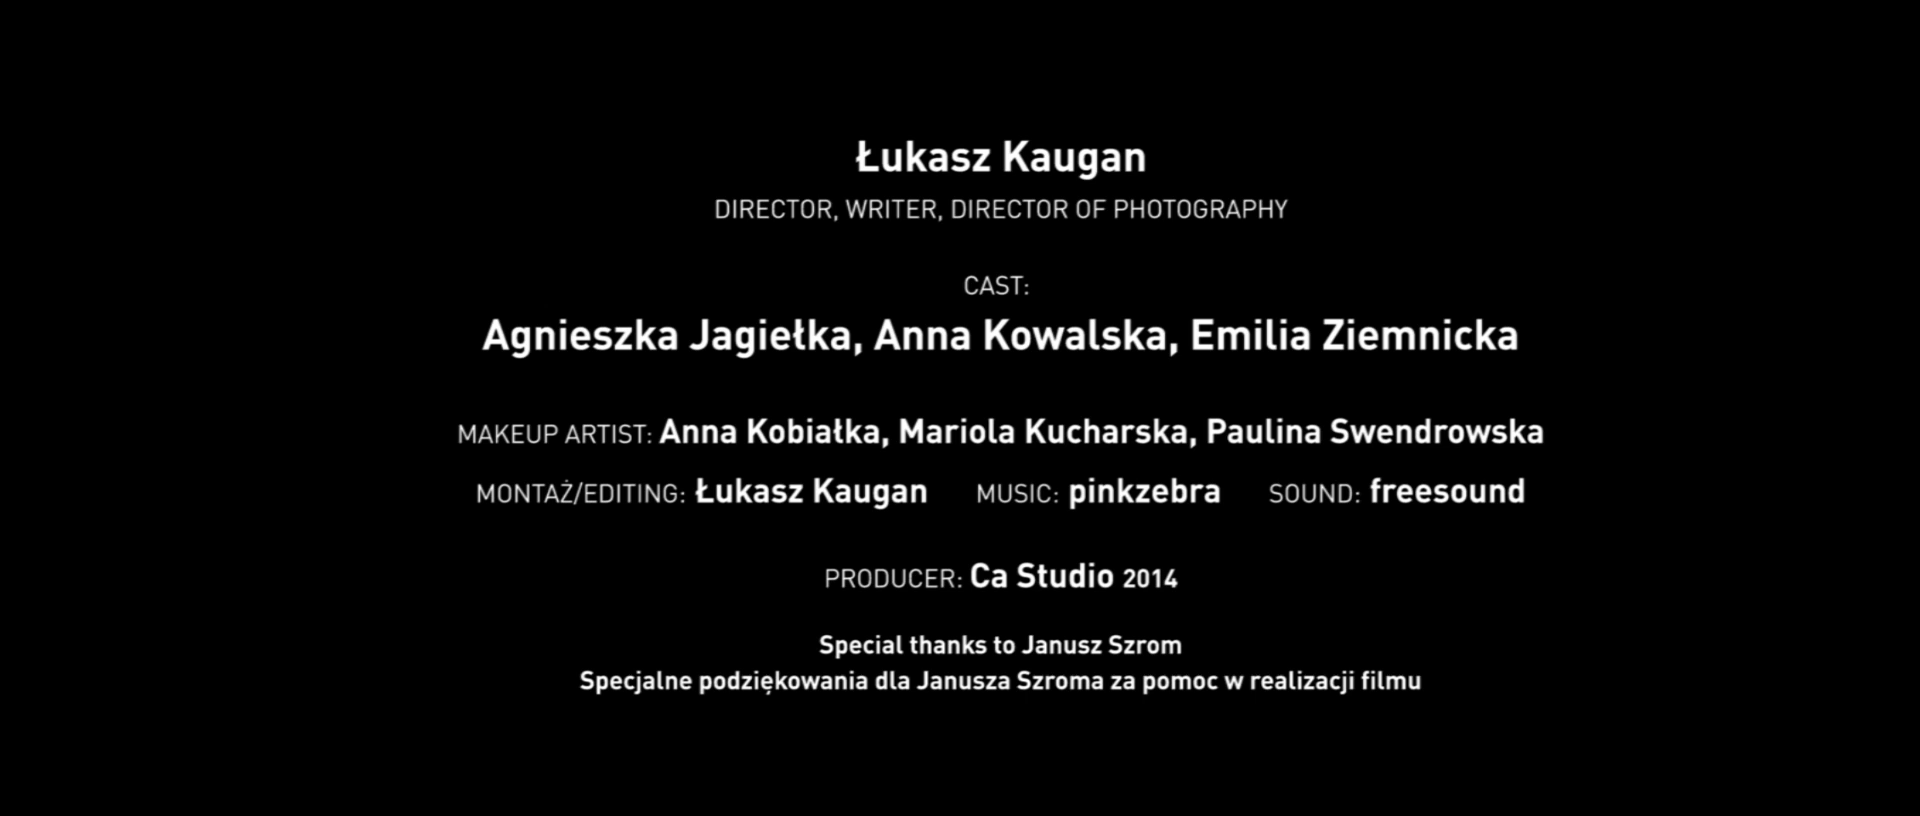 Łukasz Kaugan
DIRECTOR, WRITER, DIRECTOR OF PHOTOGRAPHY
CAST:
Agnieszka Jagiełka, Anna Kowalska, Emilia Ziemnicka
MAKEUP ARTIST: Anna Kobiałka, Mariola Kucharska, Paulina Swendrowska
MONTAŻ/EDITING: Łukasz Kaugan MUSIC: pinkzebra SOUND: freesound
PRODUCER: Ca Studio 2014
Special thanks to Janusz Szrom
Specjalne podziękowania dla Janusza Szroma za pomoc w realizacji filmu